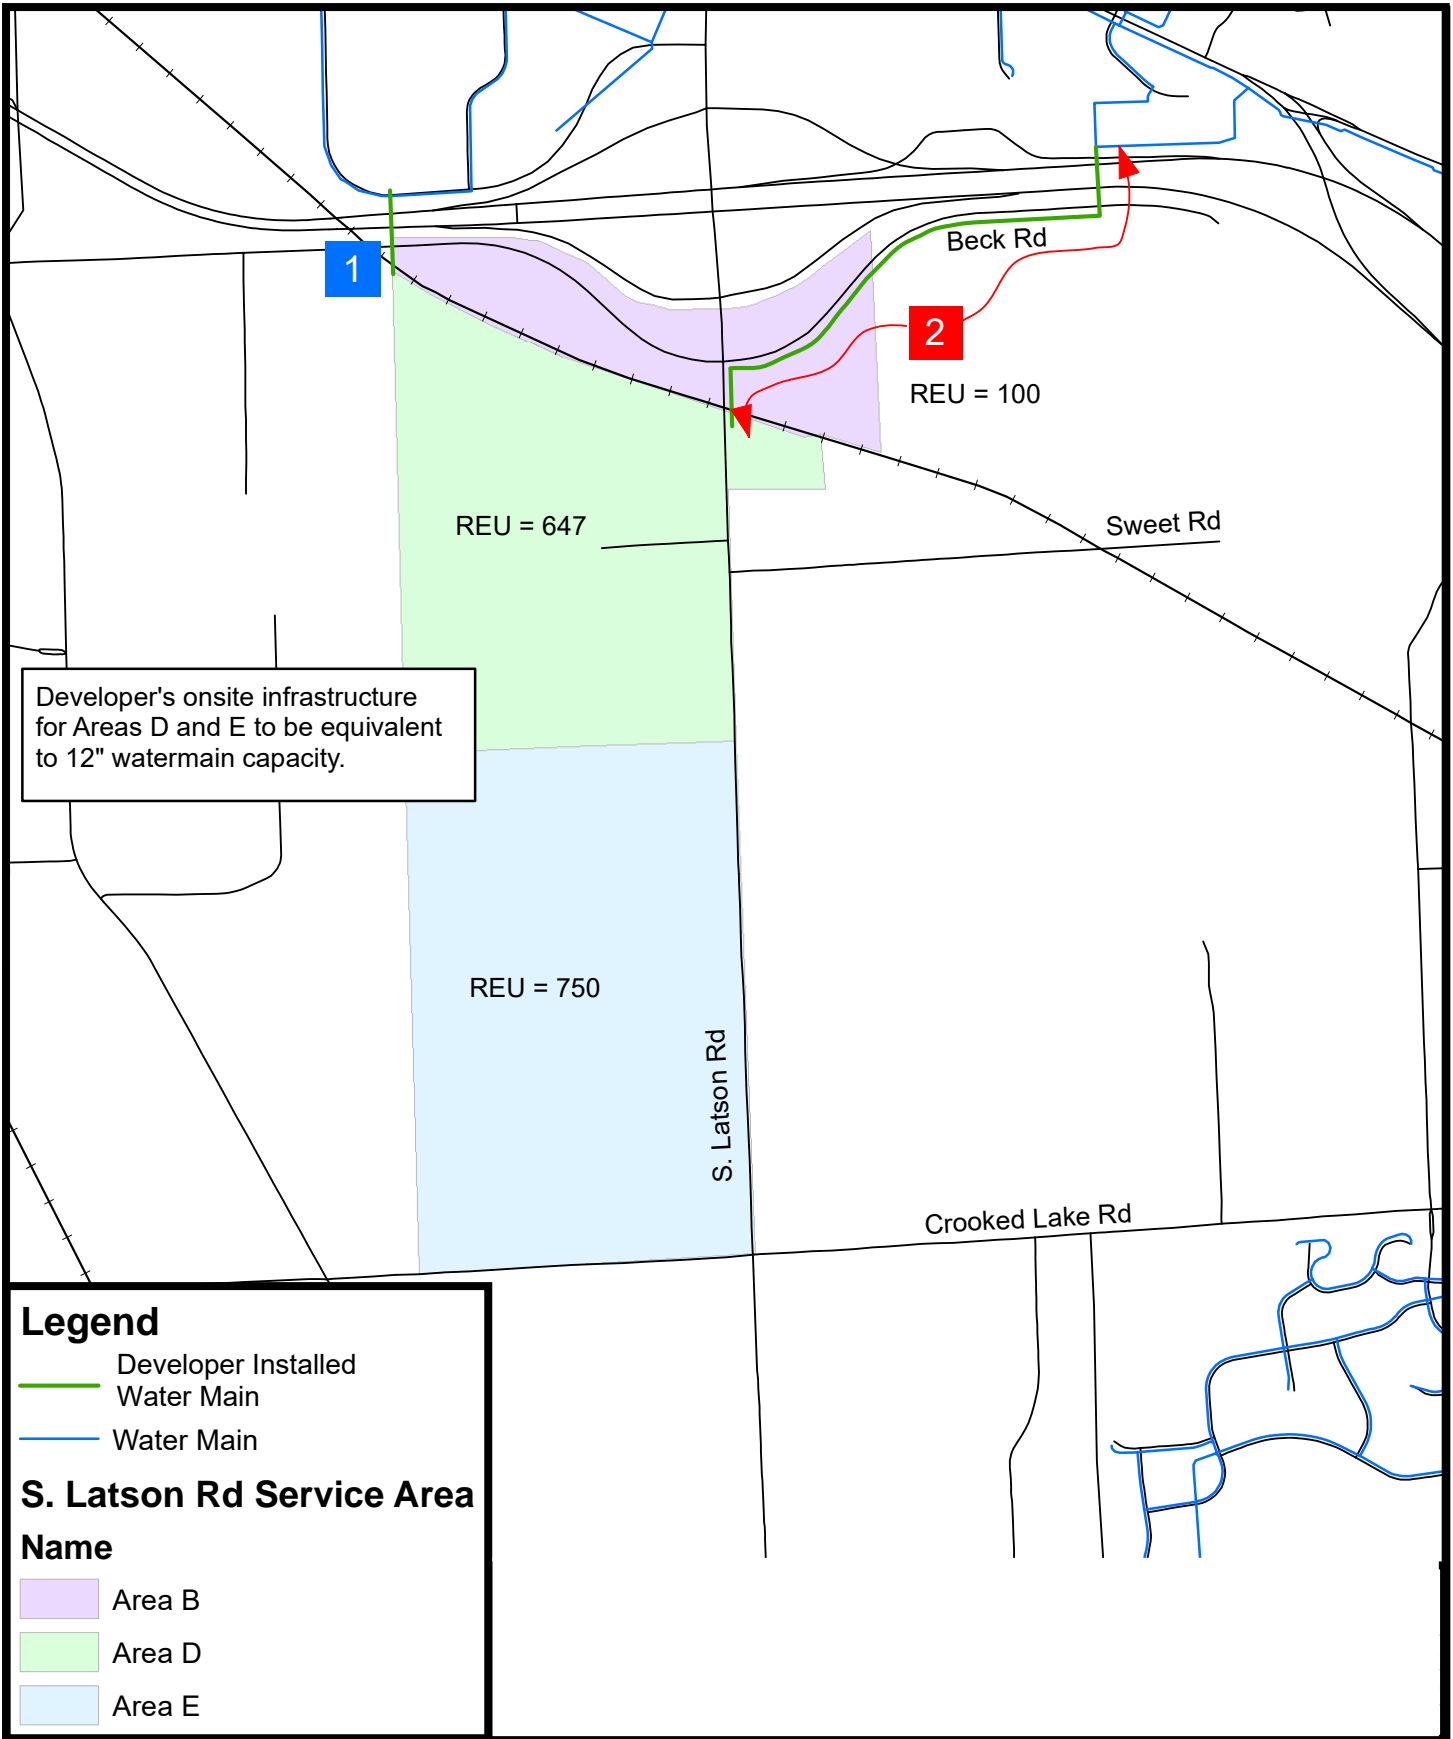 1
Beck Rd
2
REU = 100
REU = 647
Sweet Rd
Developer's onsite infrastructure
for Areas D and E to be equivalent
to 12" watermain capacity.
REU = 750
S. Latson Rd
Crooked Lake Rd
Legend
Developer Installed
Water Main
Water Main
S. Latson Rd Service Area
Name
Area B
Area D
Area E